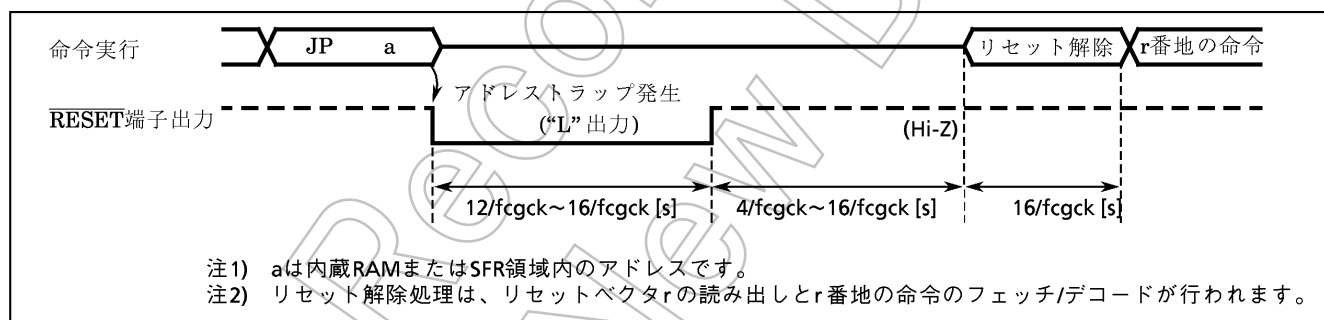 命令実行 JP a リセット解除 r番地の命令
アドレストラップ発生
RESET端子出力 ("L" 出力) (Hi-Z)
12/fcgck～16/fcgck [s] 4/fcgck～16/fcgck [s] 16/fcgck [s]
注1) aは内蔵RAMまたはSFR領域内のアドレスです。
注2) リセット解除処理は、リセットベクタrの読み出しとr番地の命令のフェッチ/デコードが行われます。